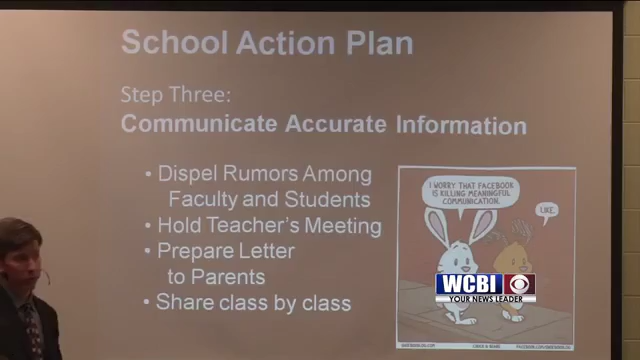 School Action Plan
Step Three:
Communicate Accurate Information
• Dispel Rumors Among
Faculty and Students
• Hold Teacher's Meeting
• Prepare Letter
to Parents
• Share class by class
I WORRY THAT FACEBOOK
IS KILLING MEANINGFUL
COMMUNICATION.
LIKE.
WCBI
YOUR NEWS LEADER